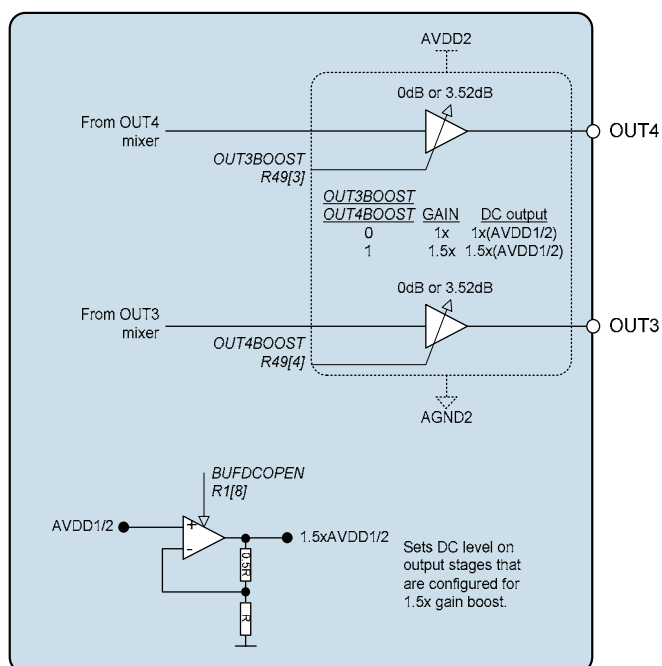 AVDD2
0dB or 3.52dB
From OUT4
mixer
OUT4
OUT3BOOST
R49[3]
OUT3BOOST
OUT4BOOST GAIN DC output
0 1x 1x(AVDD1/2)
1 1.5x 1.5x(AVDD1/2)
0dB or 3.52dB
From OUT3
mixer
OUT3
OUT4BOOST
R49[4]
AGND2
BUFDCOPEN
R1[8]
AVDD1/2
+
-
1.5xAVDD1/2
0.5R
R
Sets DC level on
output stages that
are configured for
1.5x gain boost.